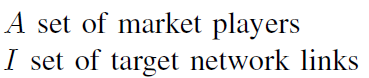 A set of market players
I set of target network links